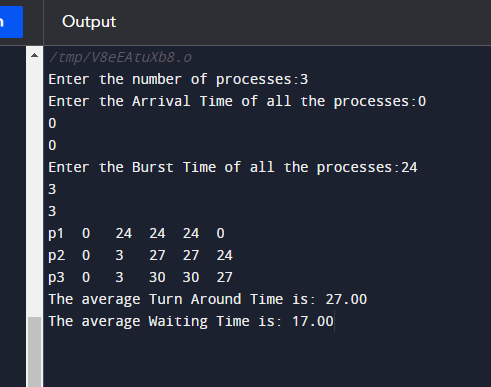 n Output
/tmp/V8eEAtuXb8.o
Enter the number of processes:3
Enter the Arrival Time of all the processes:0
0
0
Enter the Burst Time of all the processes:24
3
3
p1 0 24 24 24 0
p2 0 3 27 27 24
p3 0 3 30 30 27
The average Turn Around Time is: 27.00
The average Waiting Time is: 17.00